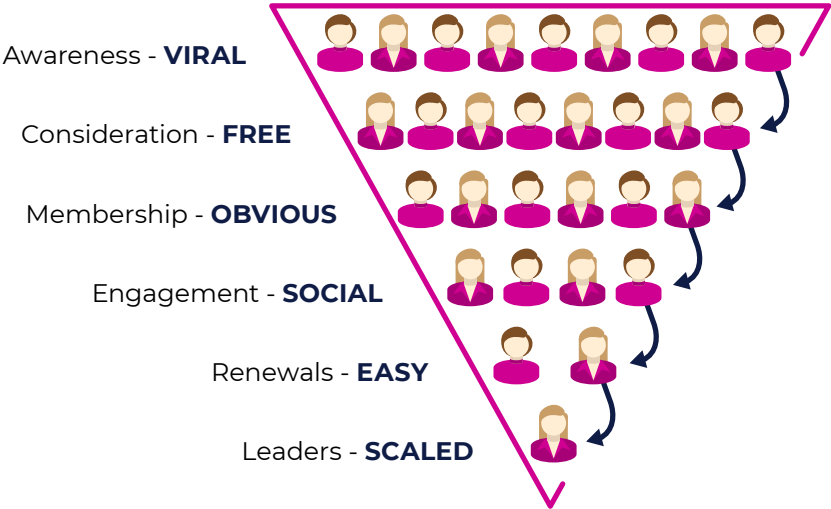 Awareness - VIRAL
Consideration - FREE
Membership - OBVIOUS
Engagement - SOCIAL
Renewals - EASY
Leaders - SCALED